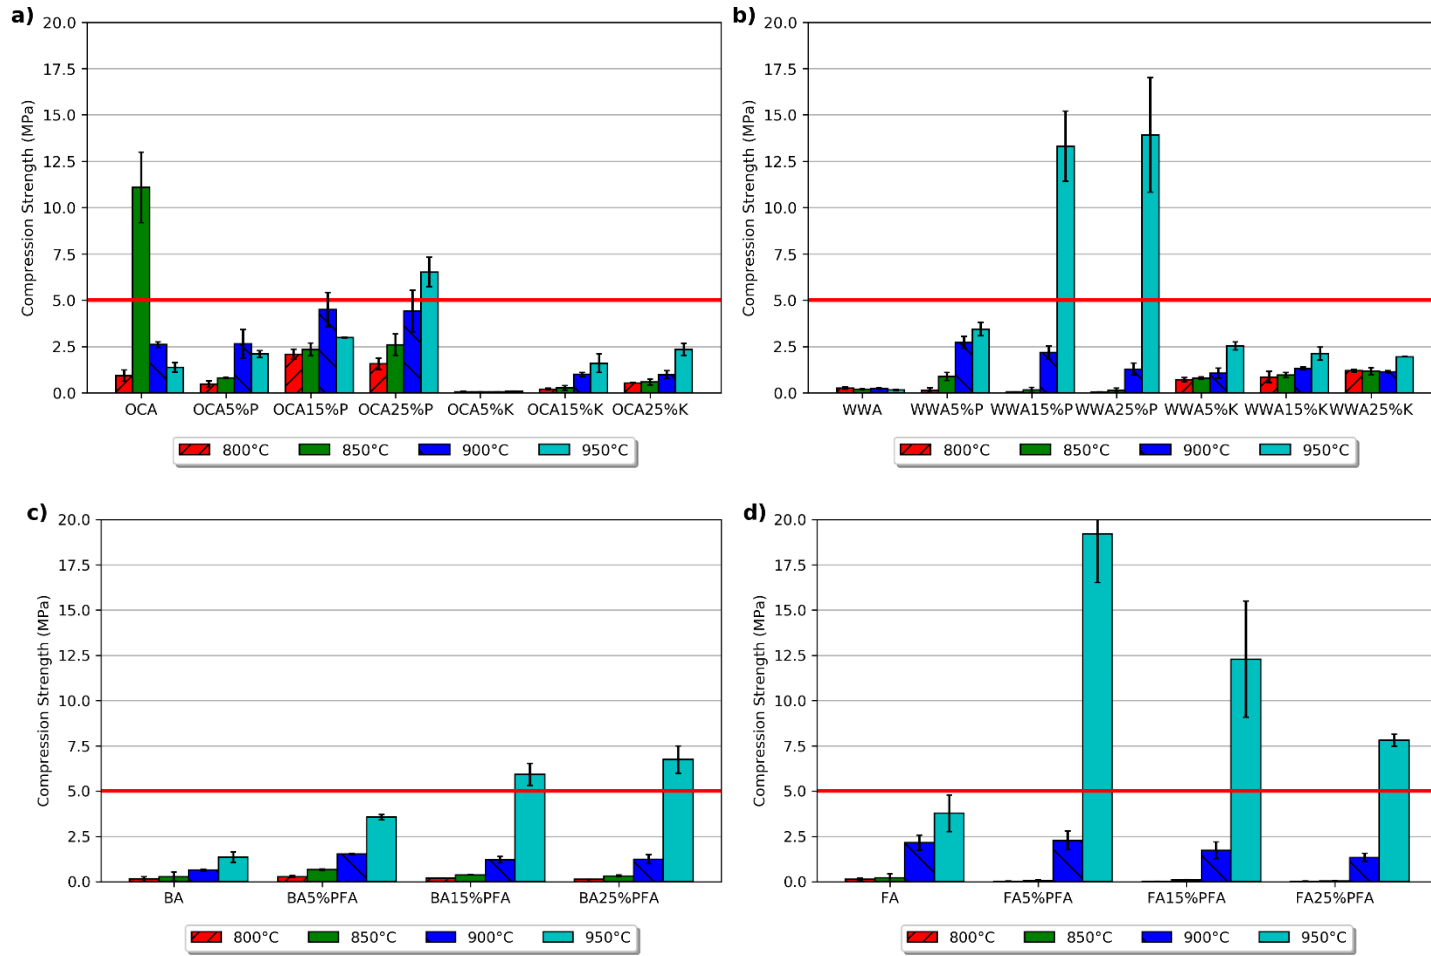 a)
Compression Strength (MPa)
20.0
17.5
15.0
12.5
10.0
7.5
5.0
2.5
0.0
OCA OCA5%P OCA15%P OCA25%P OCA5%K OCA15%K OCA25%K
800°C 850°C 900°C 950°C
b)
Compression Strength (MPa)
20.0
17.5
15.0
12.5
10.0
7.5
5.0
2.5
0.0
WWA WWA5%P WWA15%P WWA25%P WWA5%K WWA15%K WWA25%K
800°C 850°C 900°C 950°C
c)
Compression Strength (MPa)
20.0
17.5
15.0
12.5
10.0
7.5
5.0
2.5
0.0
BA BA5%PFA BA15%PFA BA25%PFA
800°C 850°C 900°C 950°C
d)
Compression Strength (MPa)
20.0
17.5
15.0
12.5
10.0
7.5
5.0
2.5
0.0
FA FA5%PFA FA15%PFA FA25%PFA
800°C 850°C 900°C 950°C